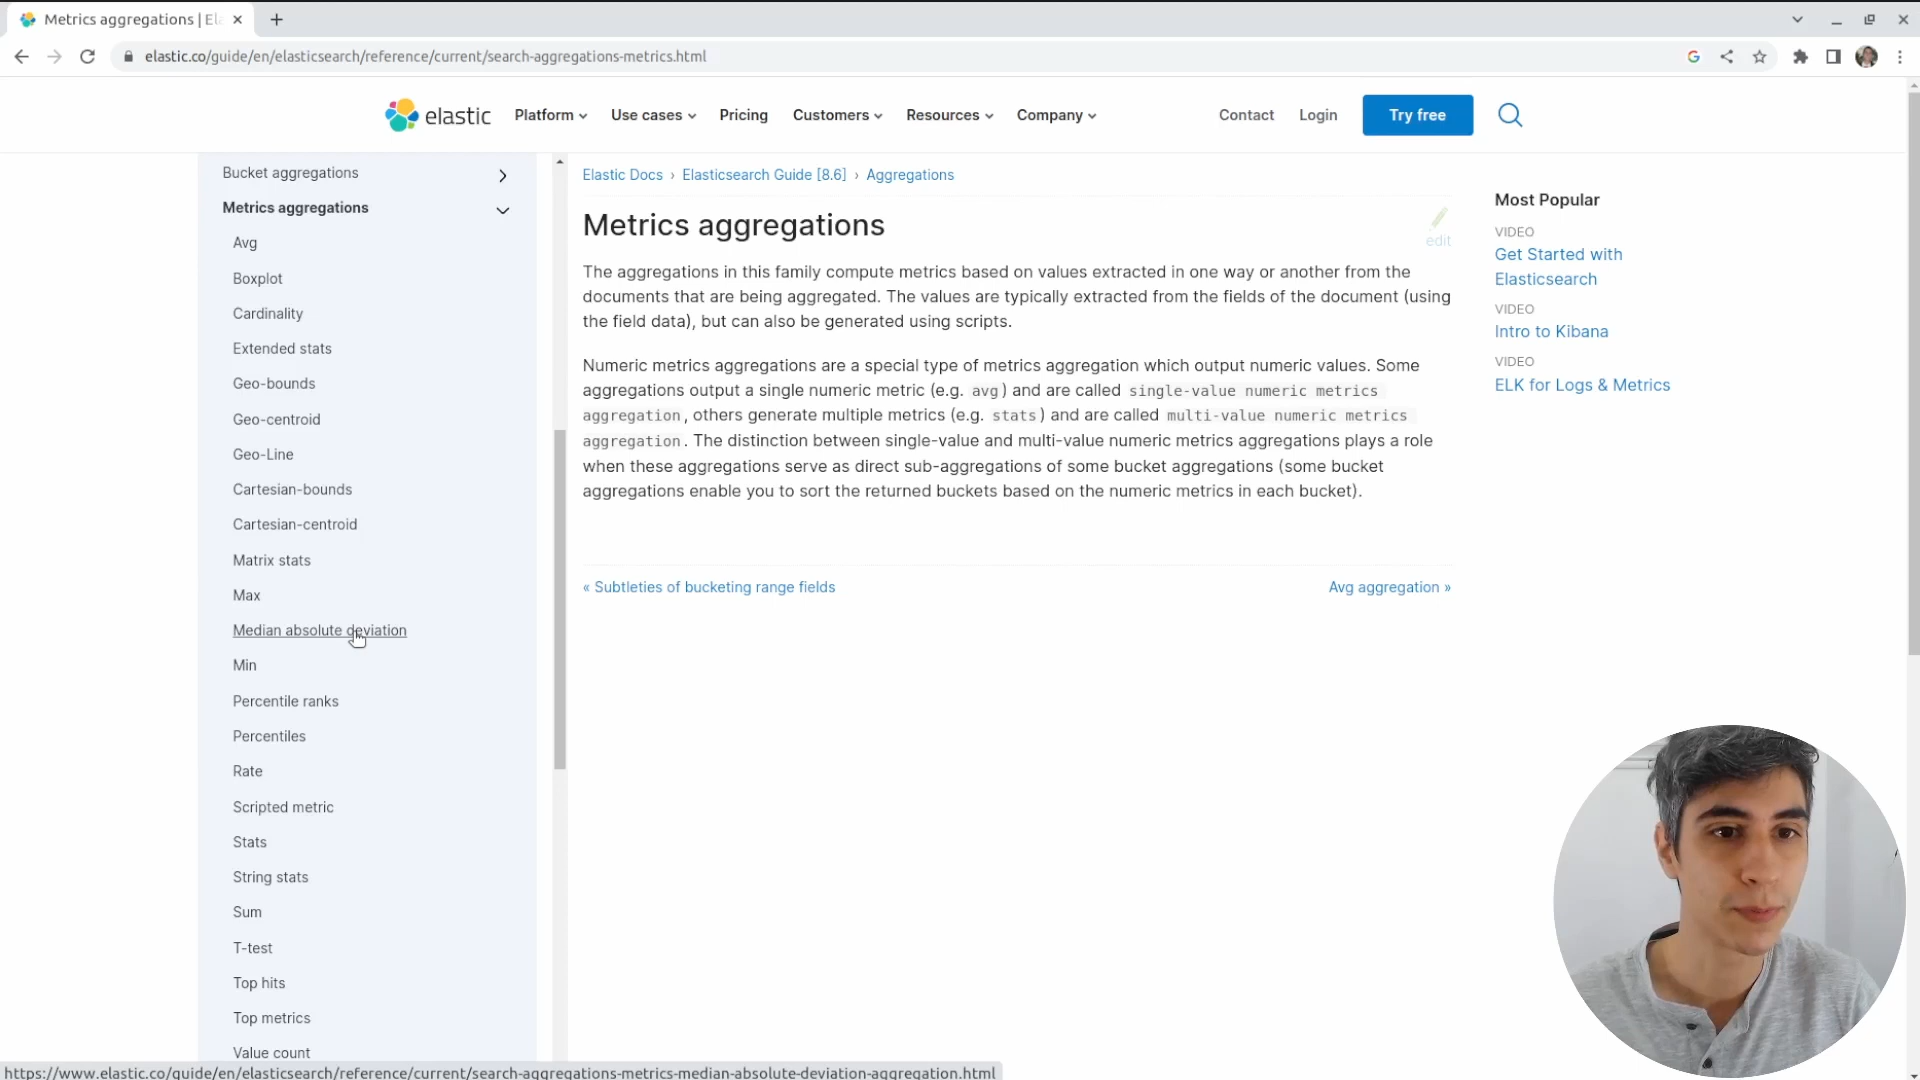 Metrics aggregations | El
elastic.co/guide/en/elasticsearch/reference/current/search-aggregations-metrics.html
elastic
Platform
Use cases
Pricing
Customers
Resources
Company
Contact
Login
Try free
Bucket aggregations
Metrics aggregations
Avg
Boxplot
Cardinality
Extended stats
Geo-bounds
Geo-centroid
Geo-Line
Cartesian-bounds
Cartesian-centroid
Matrix stats
Max
Median absolute deviation
Min
Percentile ranks
Percentiles
Rate
Scripted metric
Stats
String stats
Sum
T-test
Top hits
Top metrics
Value count
Elastic Docs › Elasticsearch Guide [8.6] › Aggregations
Metrics aggregations
edit
The aggregations in this family compute metrics based on values extracted in one way or another from the
documents that are being aggregated. The values are typically extracted from the fields of the document (using
the field data), but can also be generated using scripts.
Numeric metrics aggregations are a special type of metrics aggregation which output numeric values. Some
aggregations output a single numeric metric (e.g. avg) and are called single-value numeric metrics
aggregation, others generate multiple metrics (e.g. stats) and are called multi-value numeric metrics
aggregation. The distinction between single-value and multi-value numeric metrics aggregations plays a role
when these aggregations serve as direct sub-aggregations of some bucket aggregations (some bucket
aggregations enable you to sort the returned buckets based on the numeric metrics in each bucket).
« Subtleties of bucketing range fields
Avg aggregation »
Most Popular
VIDEO
Get Started with
Elasticsearch
VIDEO
Intro to Kibana
VIDEO
ELK for Logs & Metrics
https://www.elastic.co/guide/en/elasticsearch/reference/current/search-aggregations-metrics-median-absolute-deviation-aggregation.html